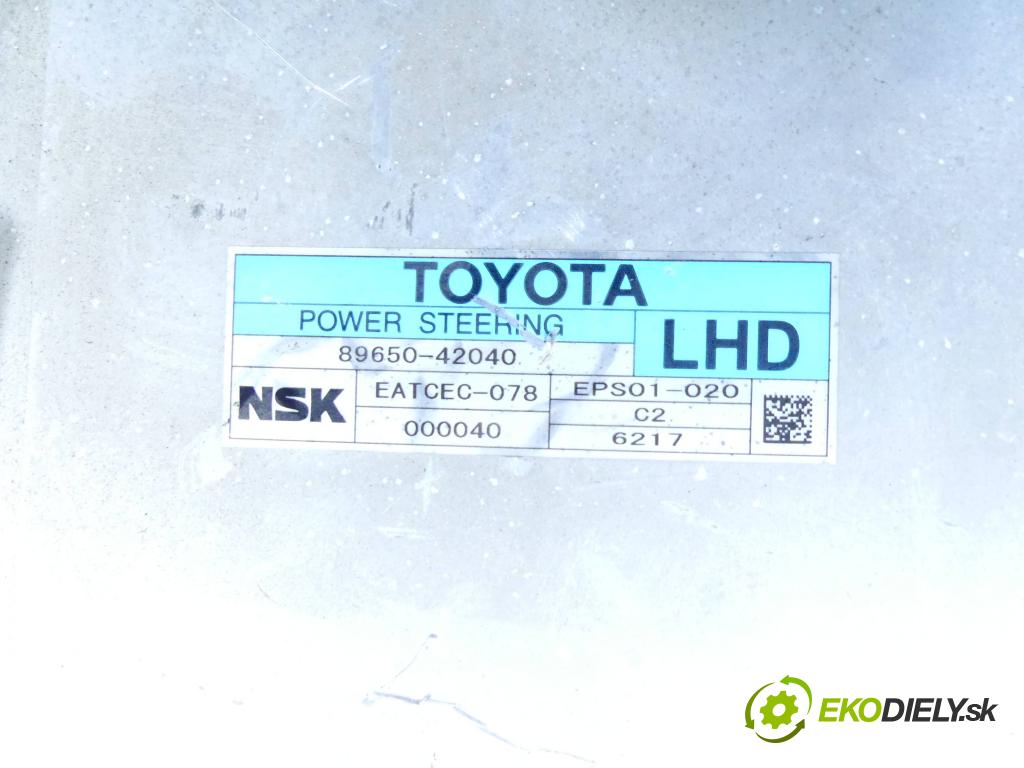 TOYOTA
POWER STEERING
LHD
89650-42040
NSK
EATCEC-078
EPS01-020
C2
000040
6217
EKODIELY.sk